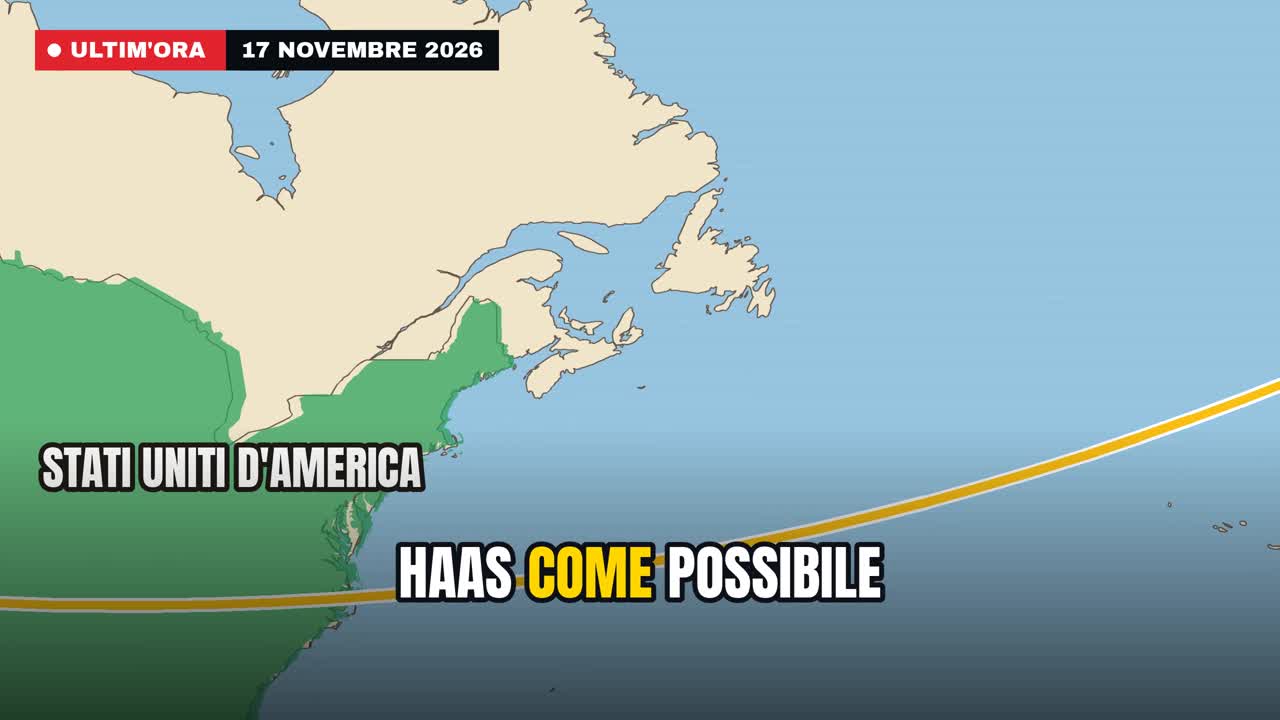 ULTIM'ORA 17 NOVEMBRE 2026
STATI UNITI D'AMERICA
HAAS COME POSSIBILE